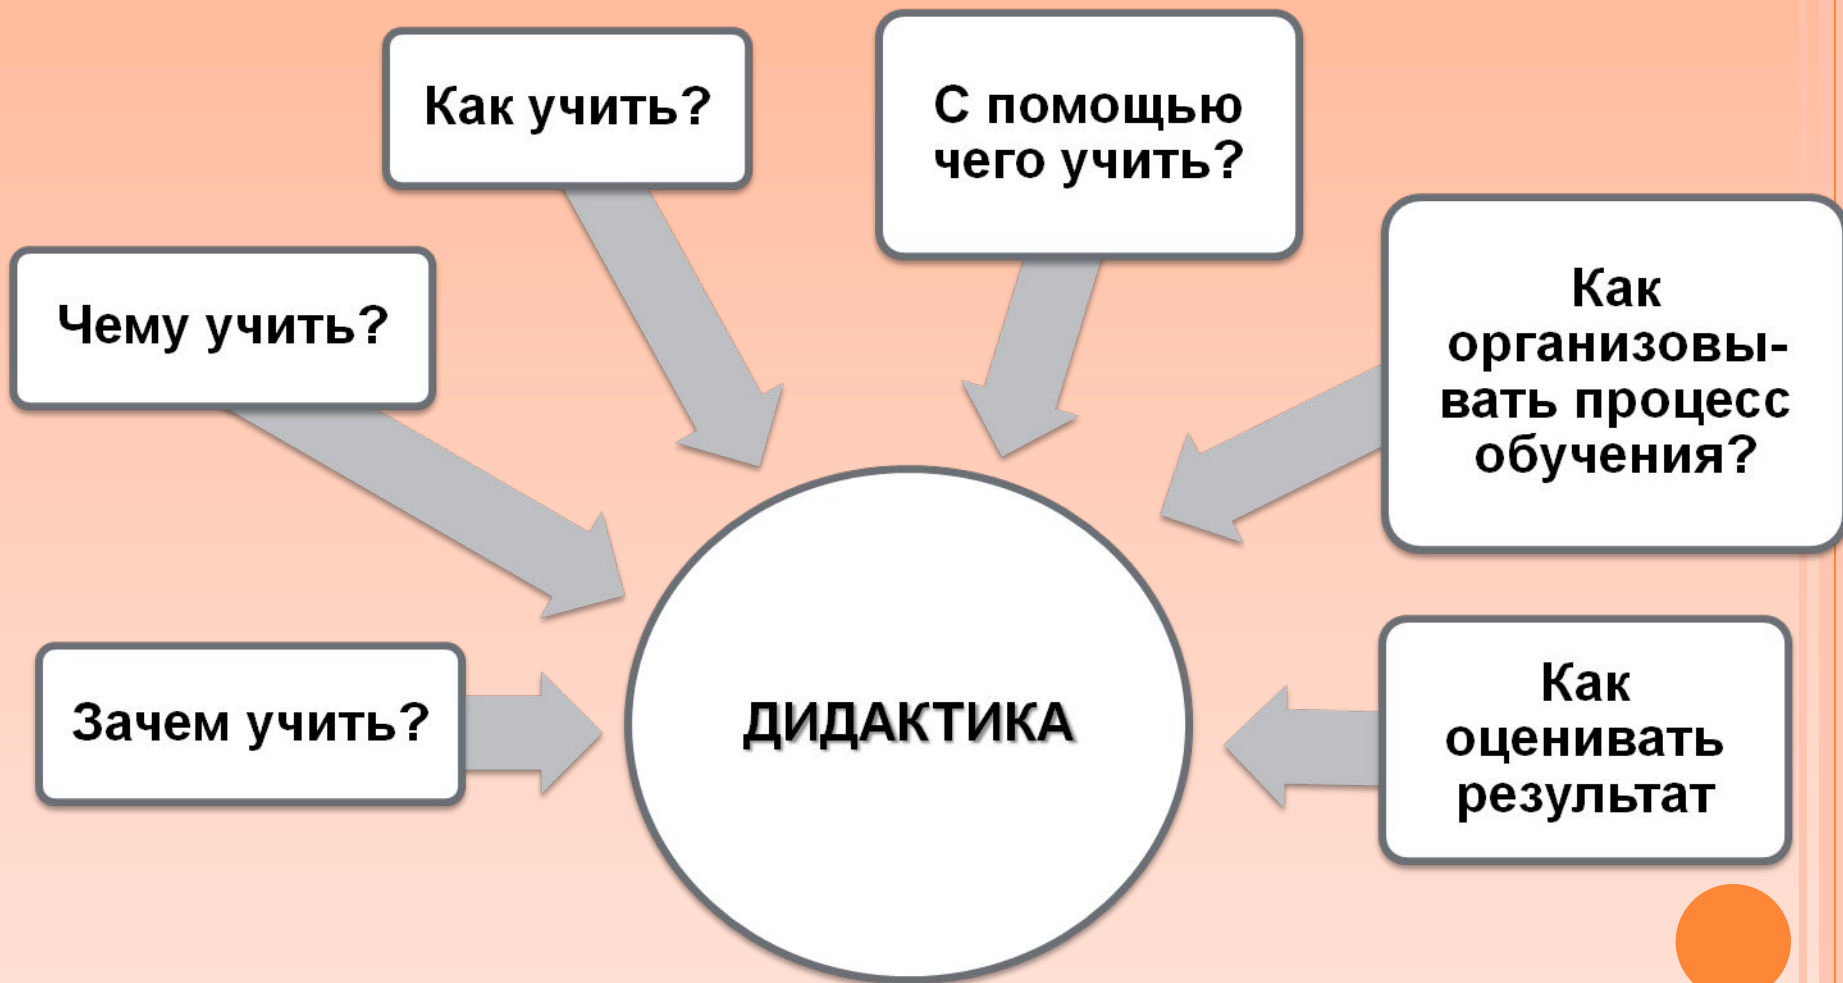 Как учить?
С помощью
чего учить?
Чему учить?
Как
организовы-
вать процесс
обучения?
Зачем учить?
ДИДАКТИКА
Как
оценивать
результат